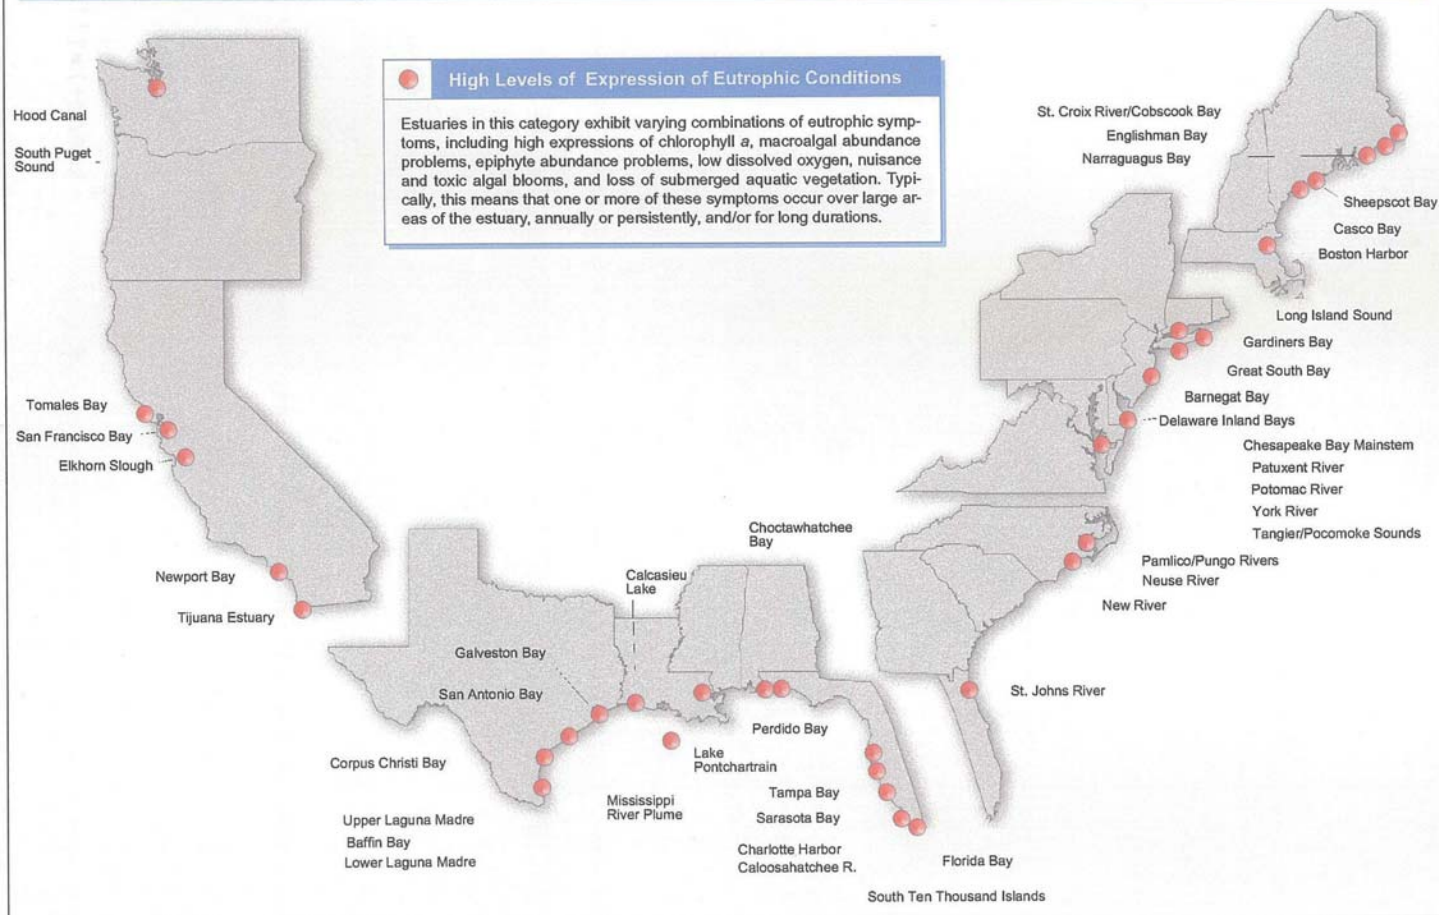 High Levels of Expression of Eutrophic Conditions
Estuaries in this category exhibit varying combinations of eutrophic symp-
toms, including high expressions of chlorophyll a, macroalgal abundance
problems, epiphyte abundance problems, low dissolved oxygen, nuisance
and toxic algal blooms, and loss of submerged aquatic vegetation. Typi-
cally, this means that one or more of these symptoms occur over large ar-
eas of the estuary, annually or persistently, and/or for long durations.
Hood Canal
South Puget
Sound
Tomales Bay
San Francisco Bay
Elkhorn Slough
Newport Bay
Tijuana Estuary
Galveston Bay
San Antonio Bay
Corpus Christi Bay
Upper Laguna Madre
Baffin Bay
Lower Laguna Madre
Calcasieu
Lake
Mississippi
River Plume
Lake
Pontchartrain
Choctawhatchee
Bay
Perdido Bay
Tampa Bay
Sarasota Bay
Charlotte Harbor
Caloosahatchee R.
South Ten Thousand Islands
Florida Bay
St. Johns River
St. Croix River/Cobscook Bay
Englishman Bay
Narraguagus Bay
Sheepscot Bay
Casco Bay
Boston Harbor
Long Island Sound
Gardiners Bay
Great South Bay
Barnegat Bay
Delaware Inland Bays
Chesapeake Bay Mainstem
Patuxent River
Potomac River
York River
Tangier/Pocomoke Sounds
Pamlico/Pungo Rivers
Neuse River
New River